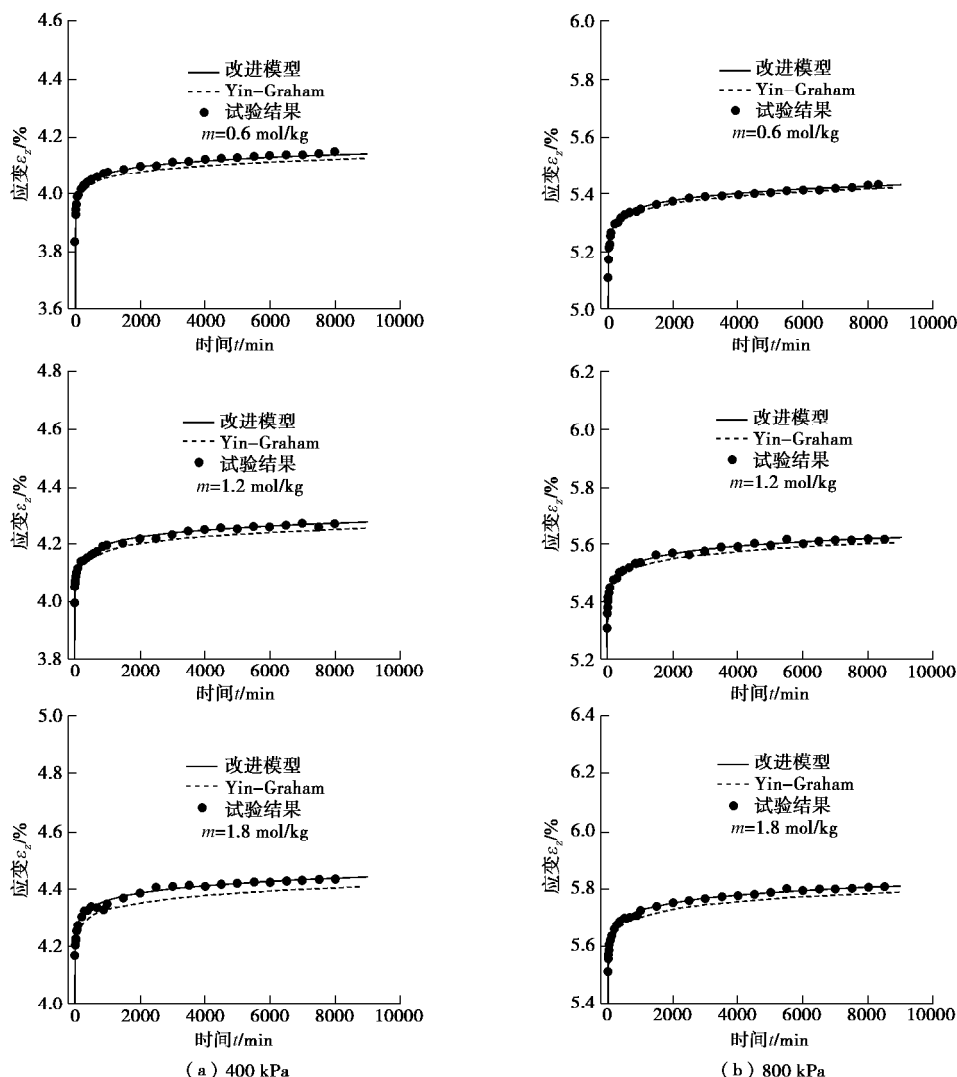 4.6
4.4
4.2
4.0
3.8
3.6
应变εz/%
改进模型
Yin-Graham
试验结果
m=0.6 mol/kg
0 2000 4000 6000 8000 10000
时间t/min
6.0
5.8
5.6
5.4
5.2
5.0
应变εz/%
改进模型
Yin-Graham
试验结果
m=0.6 mol/kg
0 2000 4000 6000 8000 10000
时间t/min
4.8
4.6
4.4
4.2
4.0
3.8
应变εz/%
改进模型
Yin-Graham
试验结果
m=1.2 mol/kg
0 2000 4000 6000 8000 10000
时间t/min
6.2
6.0
5.8
5.6
5.4
5.2
应变εz/%
改进模型
Yin-Graham
试验结果
m=1.2 mol/kg
0 2000 4000 6000 8000 10000
时间t/min
5.0
4.8
4.6
4.4
4.2
4.0
应变εz/%
改进模型
Yin-Graham
试验结果
m=1.8 mol/kg
0 2000 4000 6000 8000 10000
时间t/min
(a) 400 kPa
6.4
6.2
6.0
5.8
5.6
5.4
应变εz/%
改进模型
Yin-Graham
试验结果
m=1.8 mol/kg
0 2000 4000 6000 8000 10000
时间t/min
(b) 800 kPa